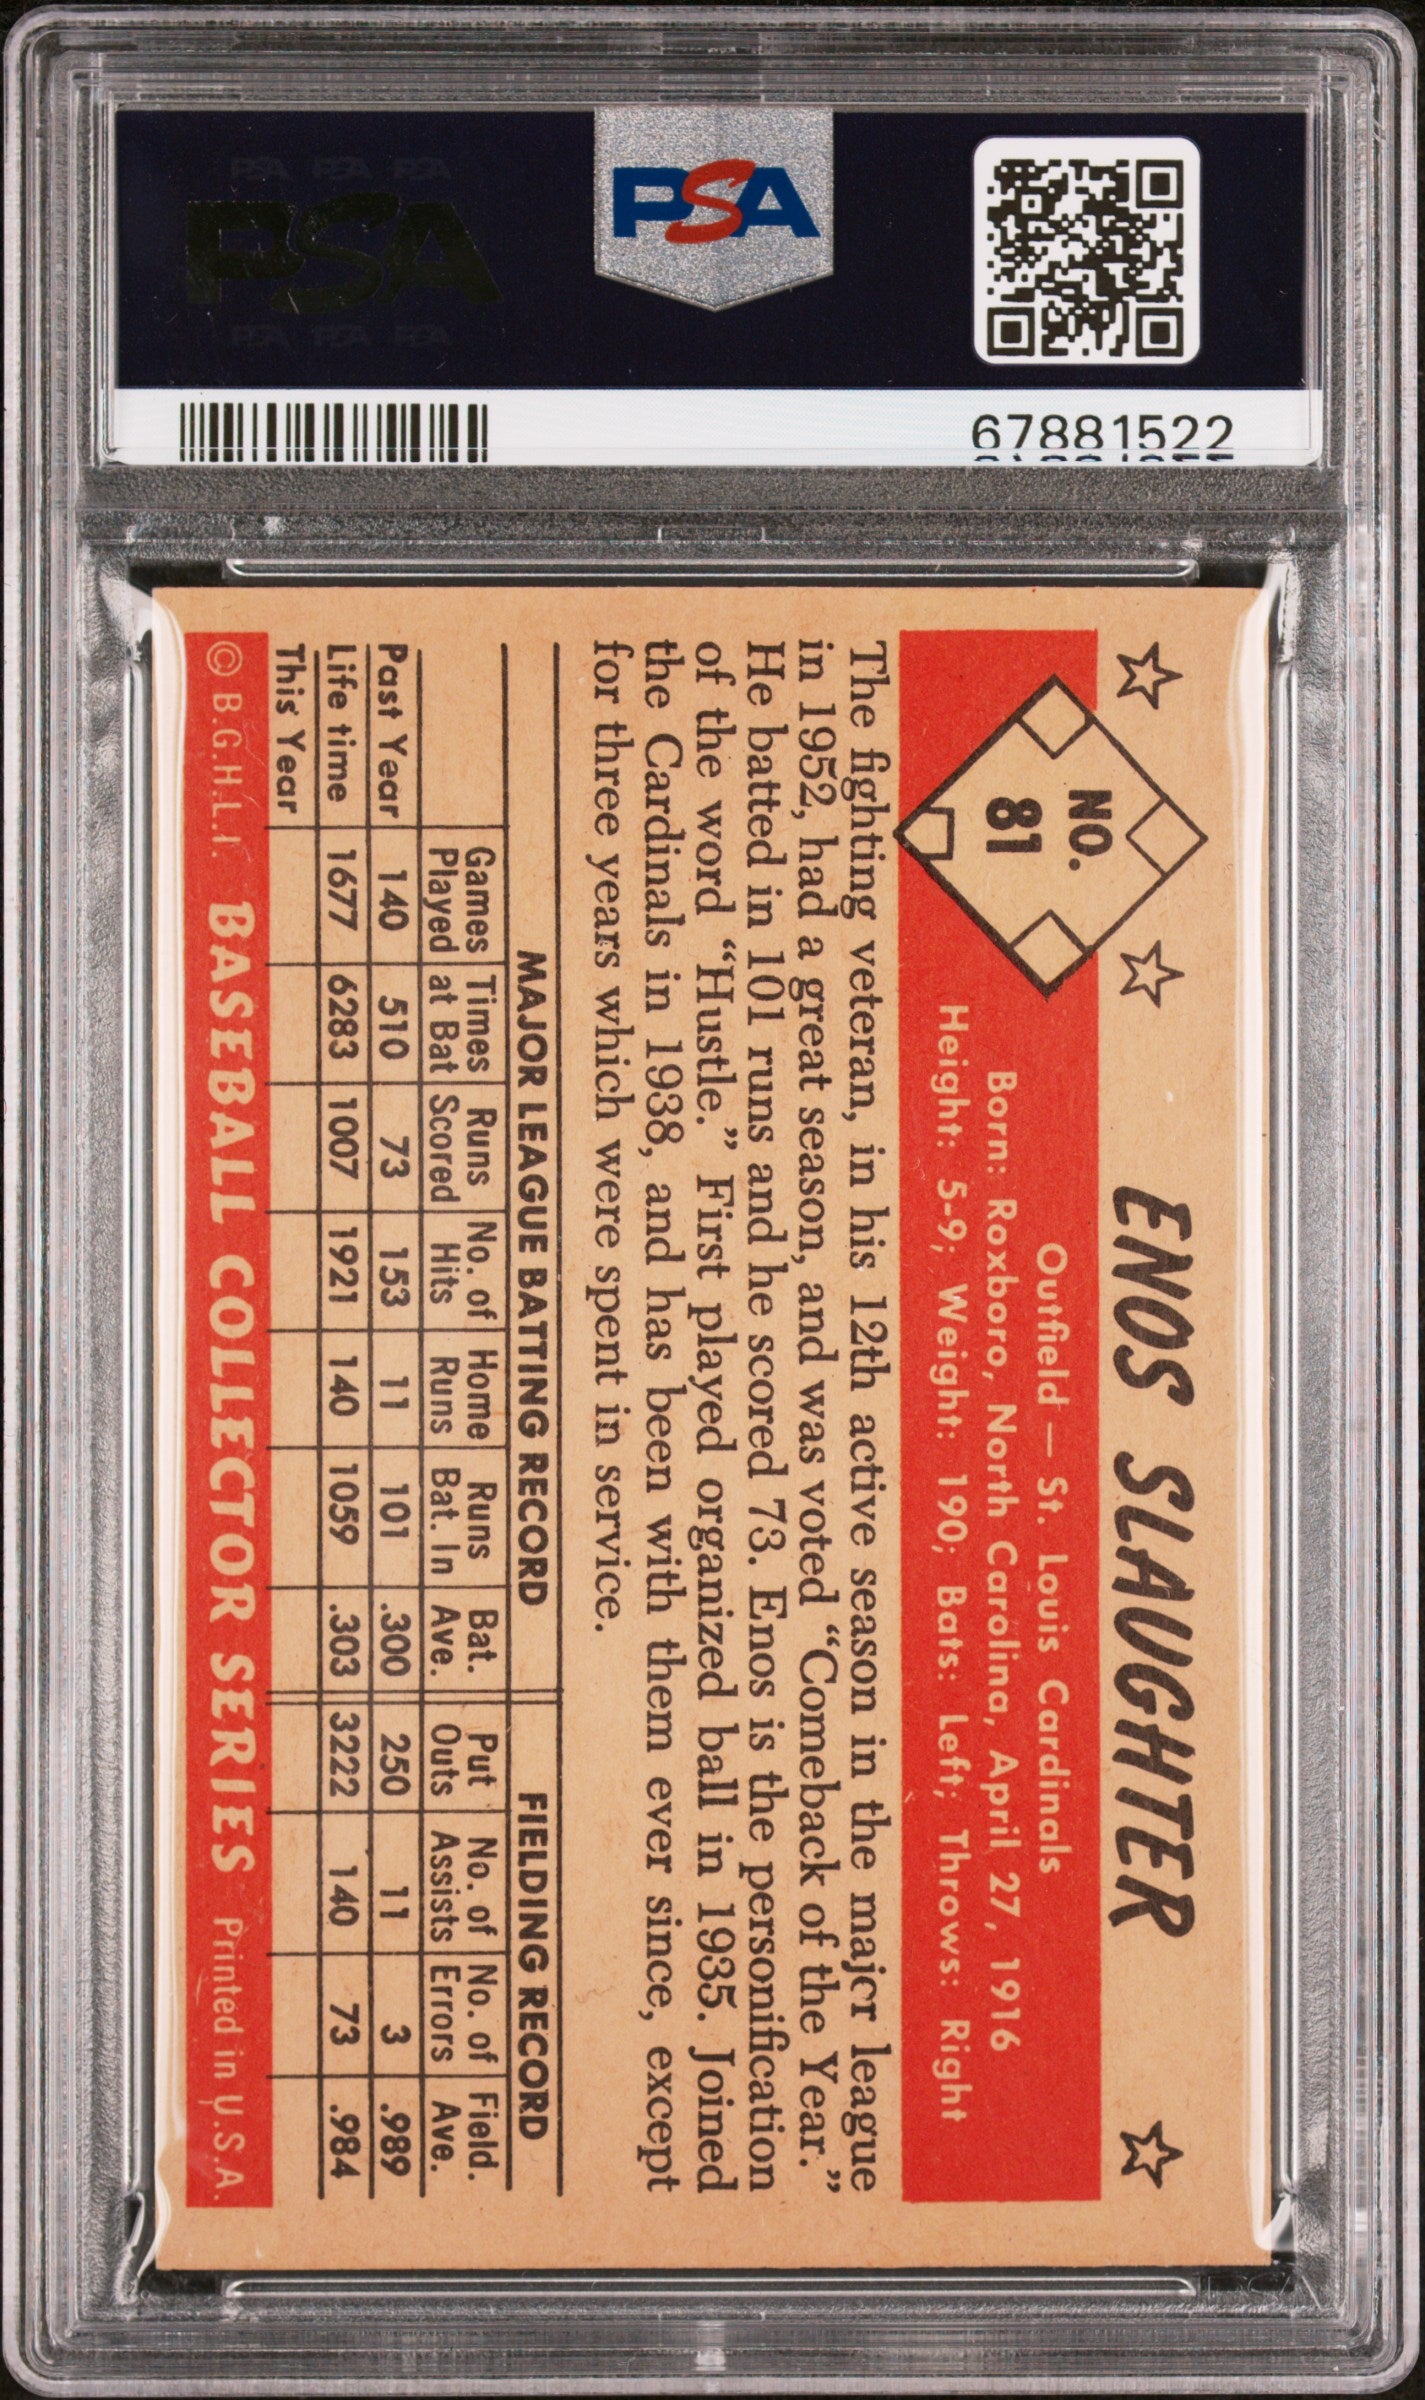 PSA PSA PSA
PSA
PSA PSA PSA
PSA
67881522
NO.
81
ENOS SLAUGHTER
Outfield — St. Louis Cardinals
Born: Roxboro, North Carolina, April 27, 1916
Height: 5-9; Weight: 190; Bats: Left; Throws: Right
The fighting veteran, in his 12th active season in the major league
in 1952, had a great season, and was voted “Comeback of the Year.”
He batted in 101 runs and he scored 73. Enos is the personification
of the word “Hustle.” First played organized ball in 1935. Joined
the Cardinals in 1938, and has been with them ever since, except
for three years which were spent in service.
MAJOR LEAGUE BATTING RECORD FIELDING RECORD
Games Times Runs No. of Home Runs Bat. Put No. of No. of Field.
Played at Bat Scored Hits Runs Bat. In Ave. Outs Assists Errors Ave.
Past Year 140 510 73 153 11 101 .300 250 11 3 .989
Life time 1677 6283 1007 1921 140 1059 .303 3222 140 73 .984
This Year
© B.G.H.L.I. BASEBALL COLLECTOR SERIES Printed in U.S.A.